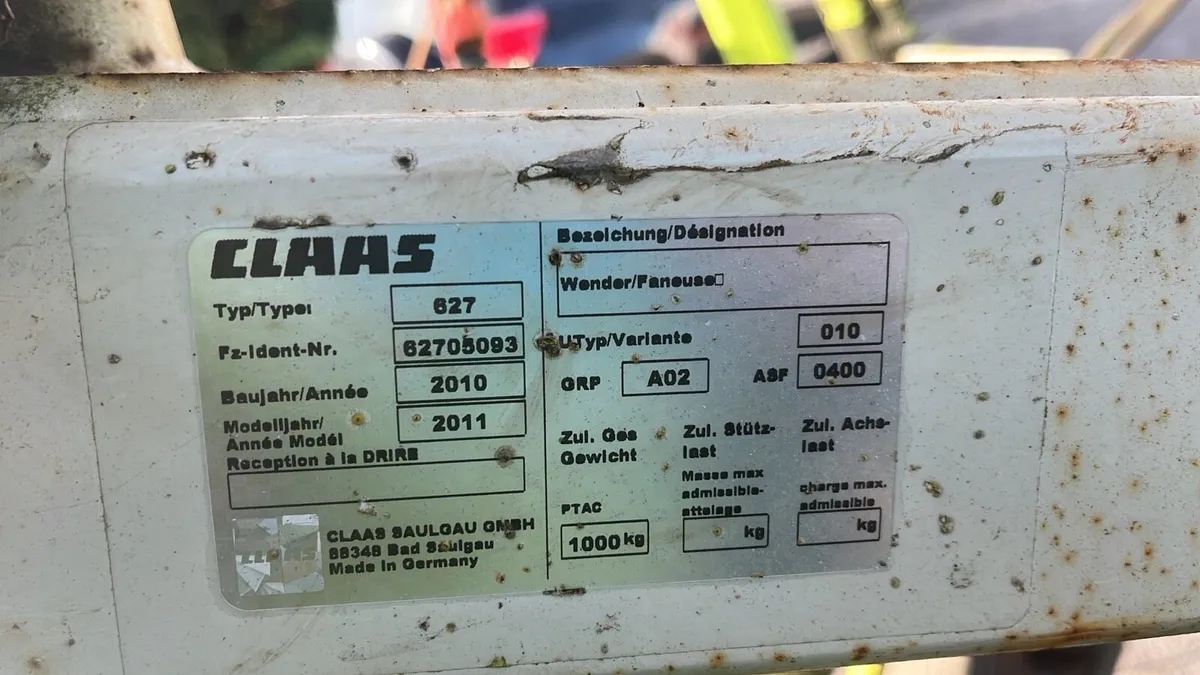 CLAAS
Typ/Type:
627
Fz-Ident-Nr.
62705093
Baujahr/Année
2010
Modelljahr/
Année Modél
2011
Reception à la DRIRE
CLAAS SAULGAU GMBH
88348 Bad Saulgau
Made in Germany
Bezeichung/Désignation
Wender/Faneuse
UTyp/Variante
010
GRP
A02
ASF
0400
Zul. Ges
Gewicht
PTAC
1000 kg
Zul. Stütz-
last
Masse max
admissible-
attelage
kg
Zul. Achs-
last
charge max.
admissible
kg